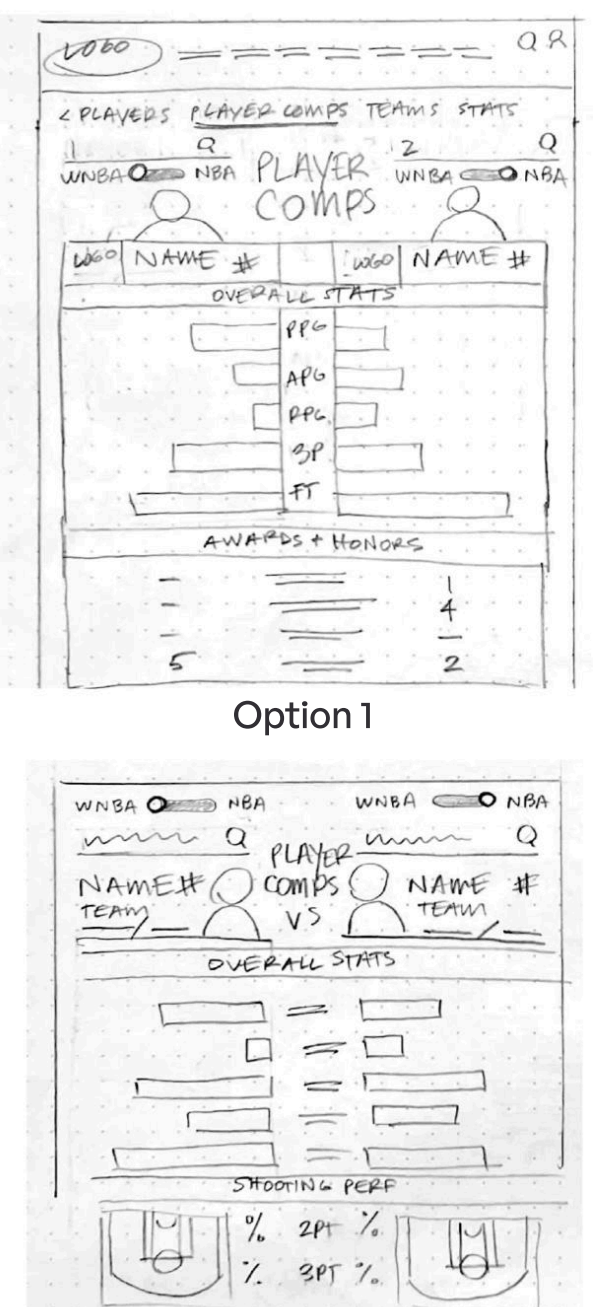 LOGO Q
< PLAYERS PLAYER COMPS TEAMS STATS
1 Q 2 Q
WNBA NBA PLAYER WNBA NBA
COMPS
LOGO NAME # LOGO NAME #
OVERALL STATS
PPG
APG
RPG
3P
FT
AWARDS + HONORS
– 1
– 4
– –
5 2
Option 1
WNBA NBA WNBA NBA
Q PLAYER Q
NAME # COMPS NAME #
TEAM VS TEAM
OVERALL STATS
SHOOTING PERF
% 2PT %
% 3PT %